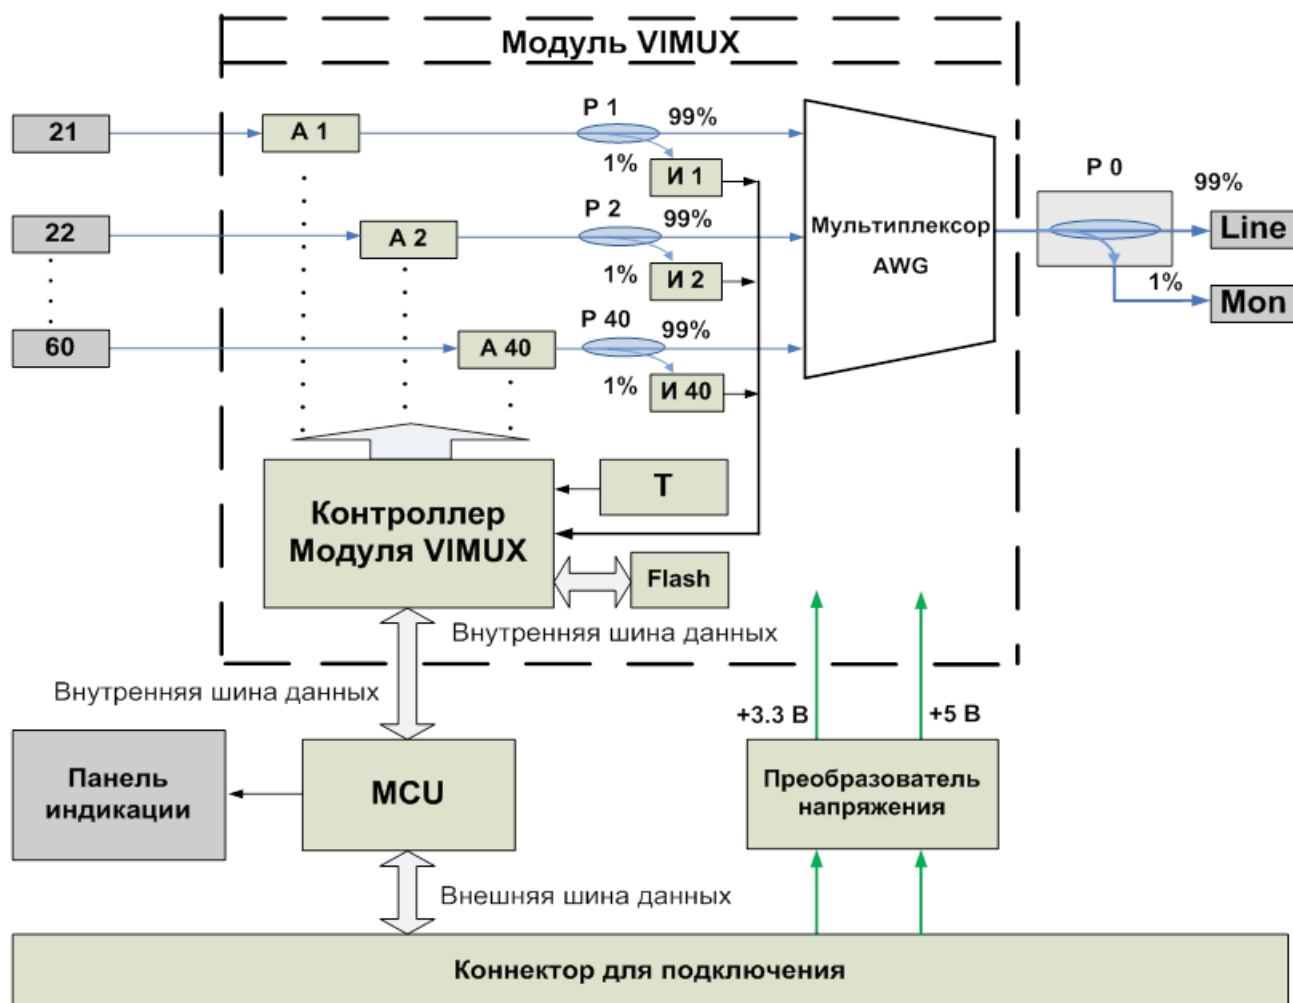 Модуль VIMUX
21
А 1
Р 1
99%
1%
И 1
22
А 2
Р 2
99%
1%
И 2
60
А 40
Р 40
99%
1%
И 40
Мультиплексор
AWG
Р 0
99%
Line
1%
Mon
Контроллер
Модуля VIMUX
Т
Flash
Внутренняя шина данных
Внутренняя шина данных
+3.3 В
+5 В
Панель
индикации
MCU
Преобразователь
напряжения
Внешняя шина данных
Коннектор для подключения